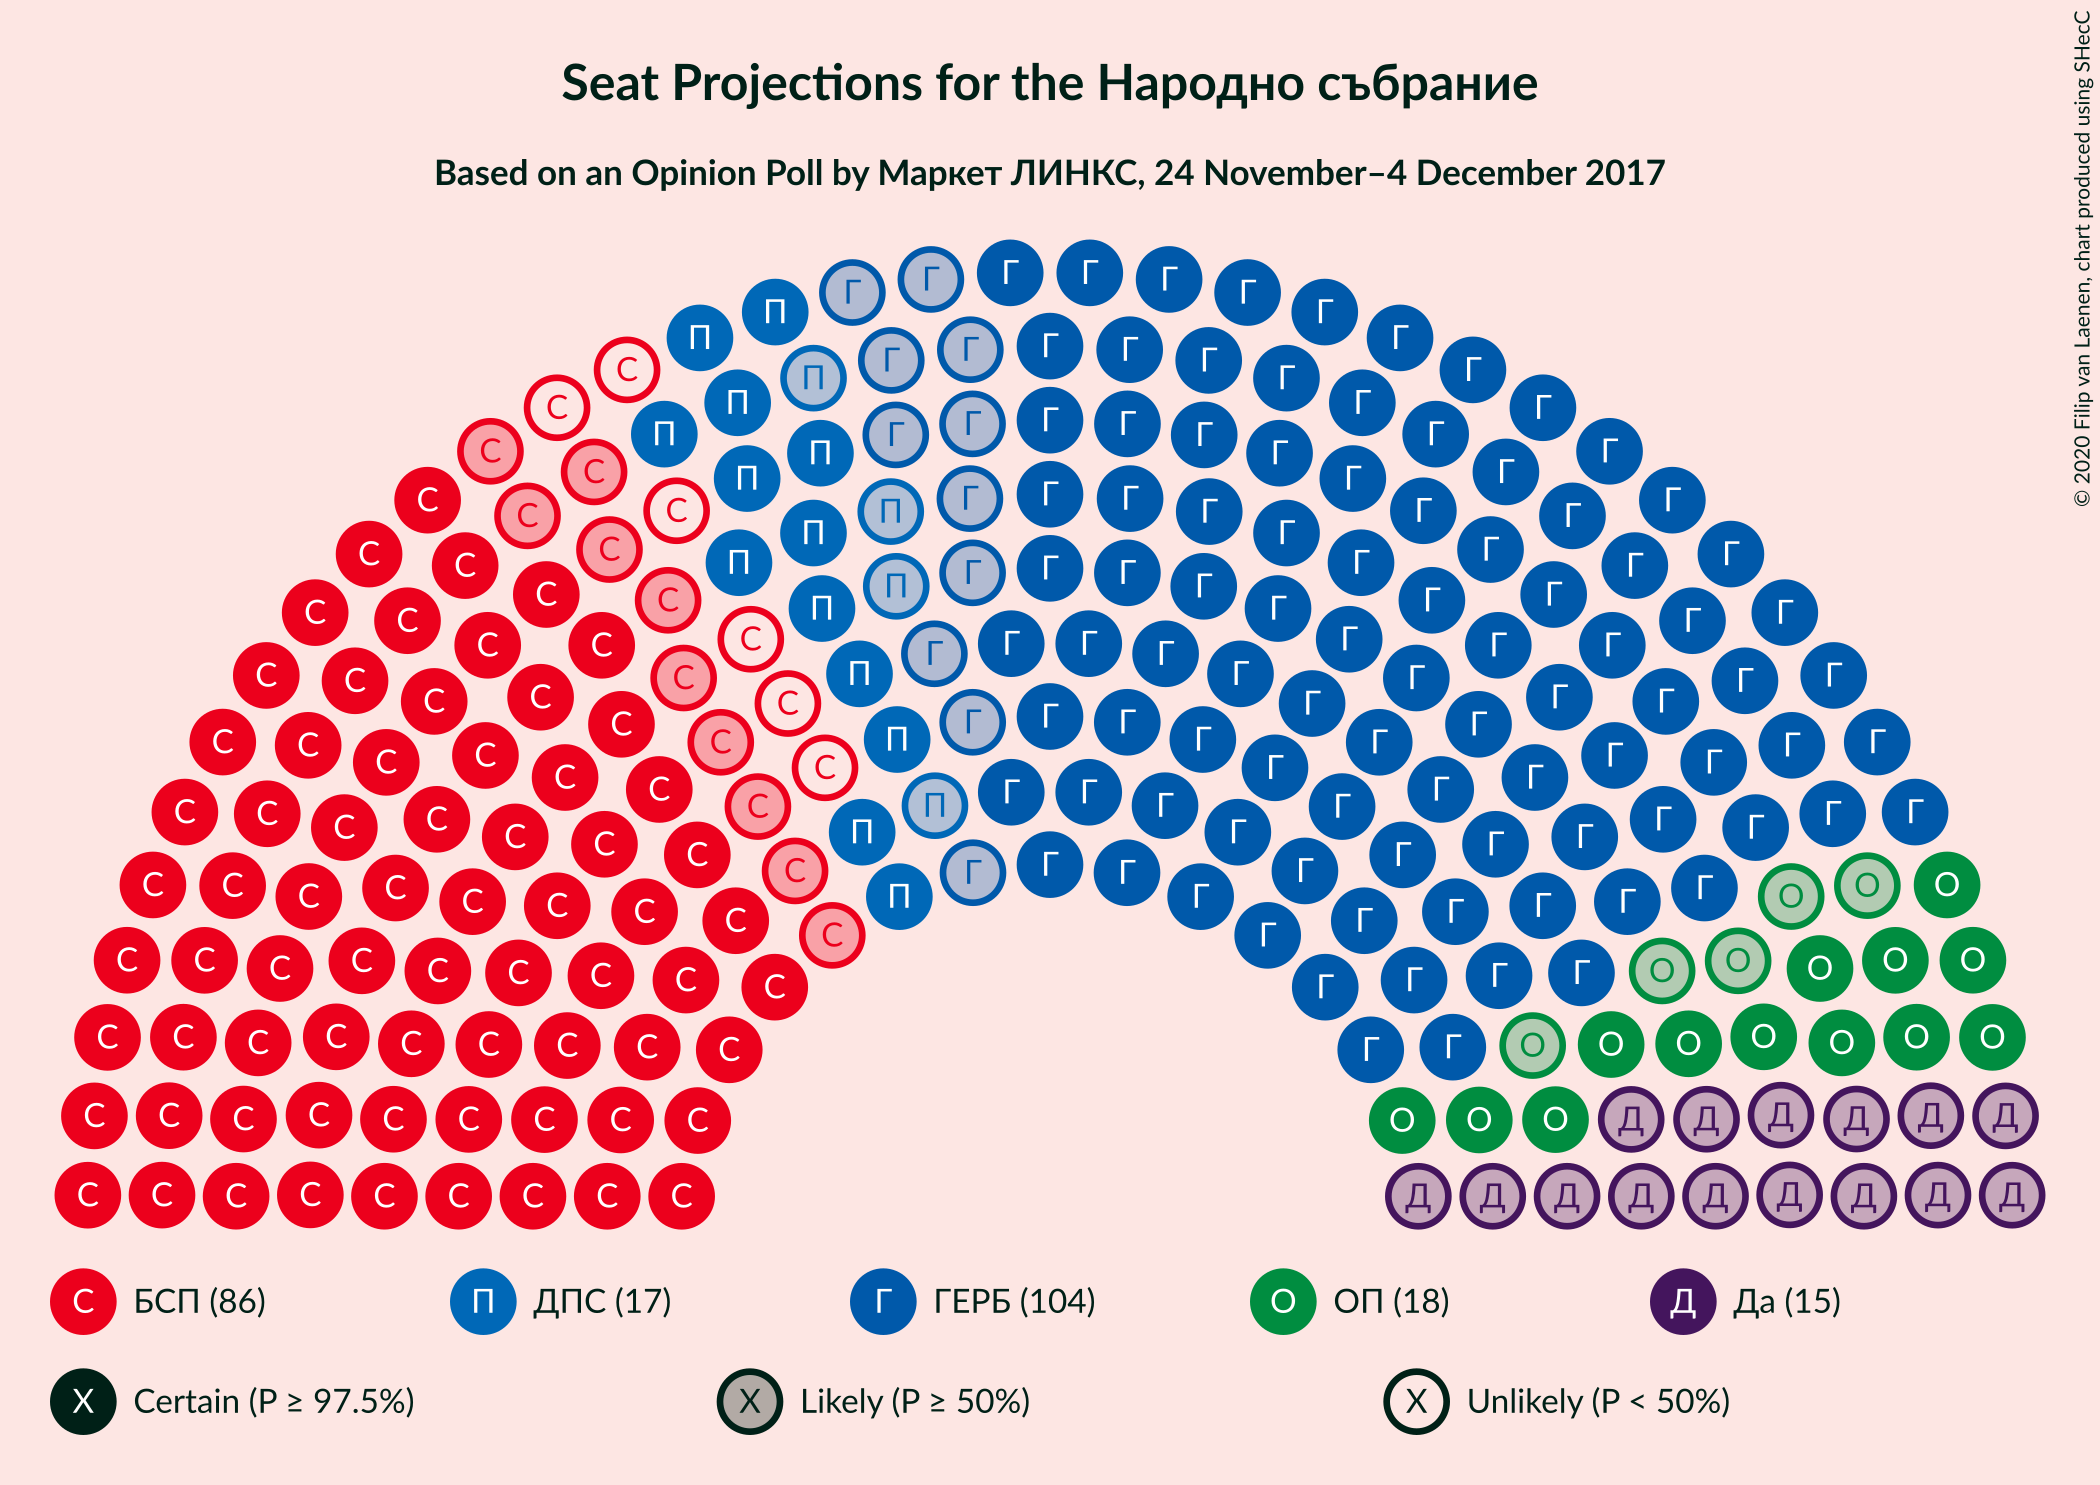 Seat Projections for the Народно събрание
Based on an Opinion Poll by Маркет ЛИНКС, 24 November–4 December 2017
© 2020 Filip van Laenen, chart produced using SHecC
С БСП (86) П ДПС (17) Г ГЕРБ (104) О ОП (18) Д Да (15)
X Certain (P ≥ 97.5%) X Likely (P ≥ 50%) X Unlikely (P < 50%)